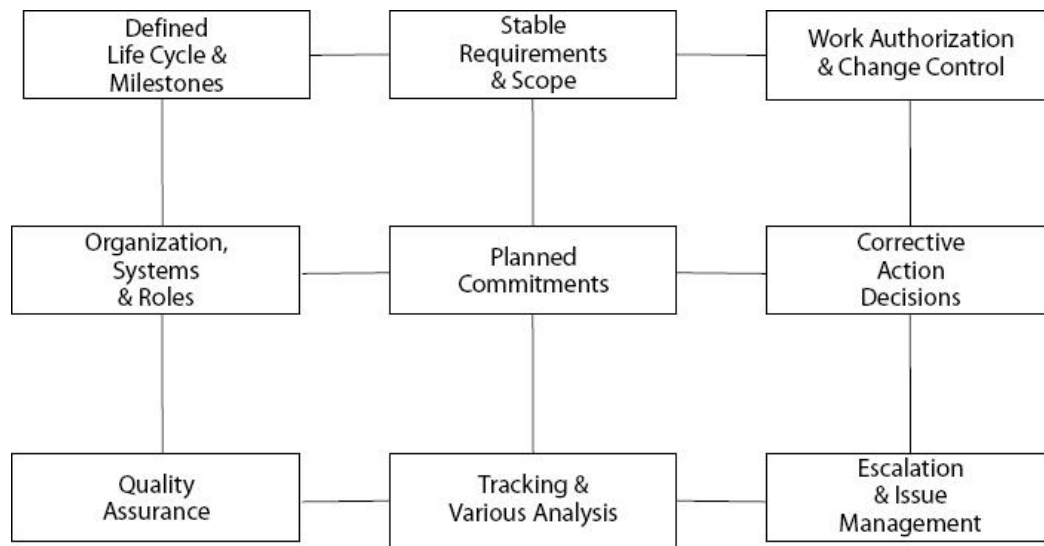 Defined
Life Cycle &
Milestones
Stable
Requirements
& Scope
Work Authorization
& Change Control
Organization,
Systems
& Roles
Planned
Commitments
Corrective
Action
Decisions
Quality
Assurance
Tracking &
Various Analysis
Escalation
& Issue
Management